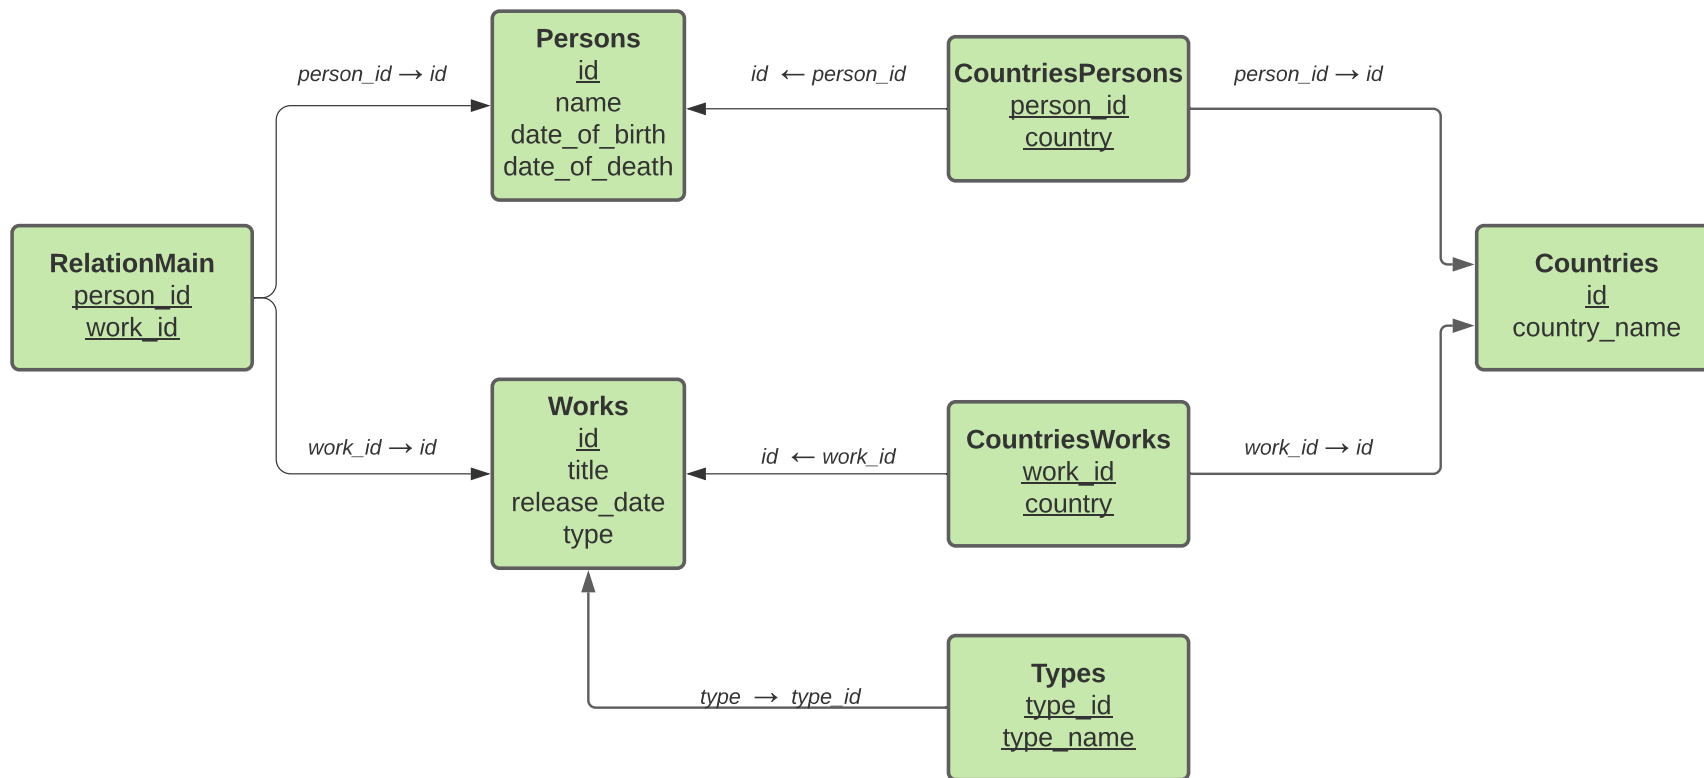 Persons
id
name
date_of_birth
date_of_death
person_id → id
id ← person_id
CountriesPersons
person_id
country
person_id → id
RelationMain
person_id
work_id
Countries
id
country_name
Works
id
title
release_date
type
work_id → id
id ← work_id
CountriesWorks
work_id
country
work_id → id
Types
type_id
type_name
type → type_id